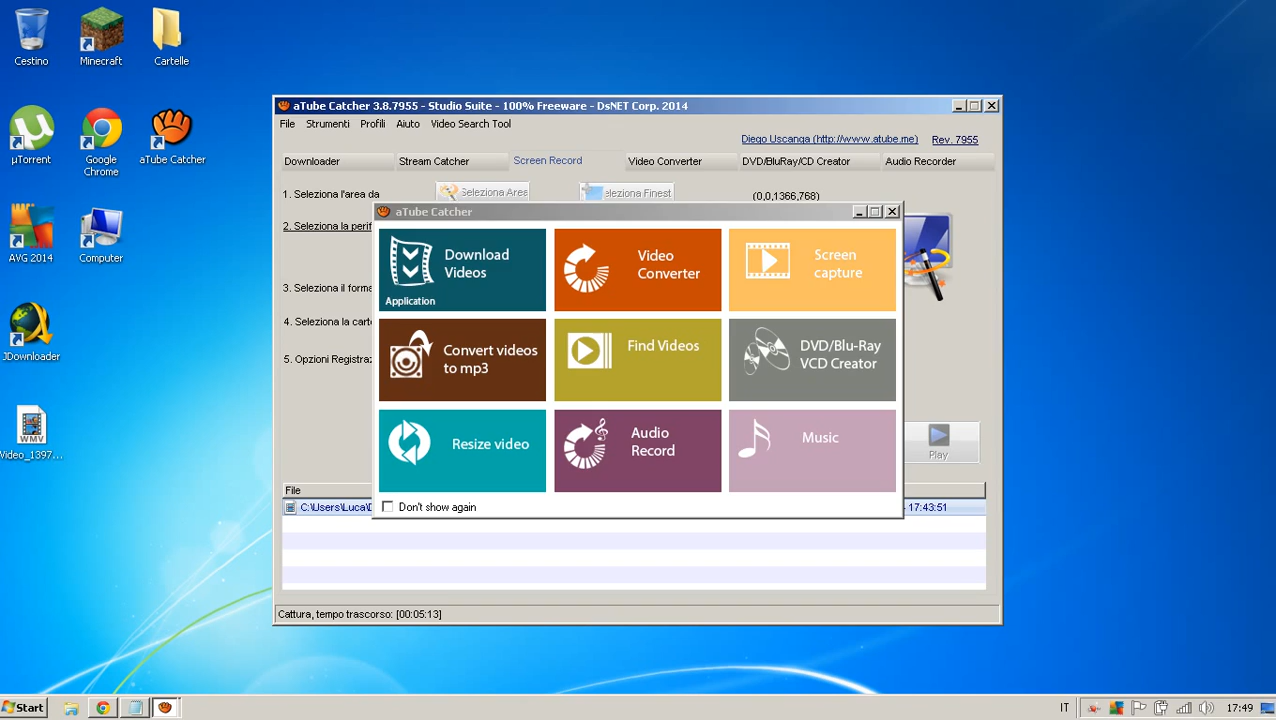 Cestino
Minecraft
Cartelle
µTorrent
Google
Chrome
aTube Catcher
AVG 2014
Computer
JDownloader
WMV
Video_1397...
aTube Catcher 3.8.7955 - Studio Suite - 100% Freeware - DsNET Corp. 2014
File Strumenti Profili Aiuto Video Search Tool
Diego Uscanga (http://www.atube.me) Rev. 7955
Downloader Stream Catcher Screen Record Video Converter DVD/BluRay/CD Creator Audio Recorder
1. Seleziona l'area da Seleziona Area eleziona Finest (0,0,1366,768)
2. Seleziona la perif
3. Seleziona il forma
4. Seleziona la carte
5. Opzioni Registraz
aTube Catcher
Download
Videos
Application
Video
Converter
Screen
capture
Convert videos
to mp3
Find Videos
DVD/Blu-Ray
VCD Creator
Resize video
Audio
Record
Music
Don't show again
Play
File
C:\Users\Luca\D - 17:43:51
Cattura, tempo trascorso: [00:05:13]
Start IT 17:49